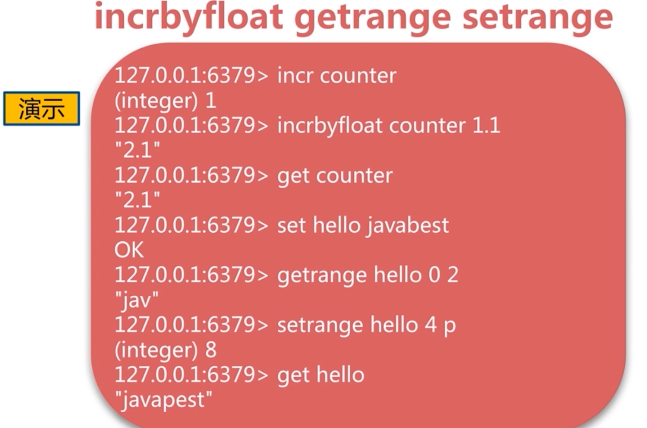 incrbyfloat getrange setrange
演示
127.0.0.1:6379> incr counter
(integer) 1
127.0.0.1:6379> incrbyfloat counter 1.1
"2.1"
127.0.0.1:6379> get counter
"2.1"
127.0.0.1:6379> set hello javabest
OK
127.0.0.1:6379> getrange hello 0 2
"jav"
127.0.0.1:6379> setrange hello 4 p
(integer) 8
127.0.0.1:6379> get hello
"javapest"